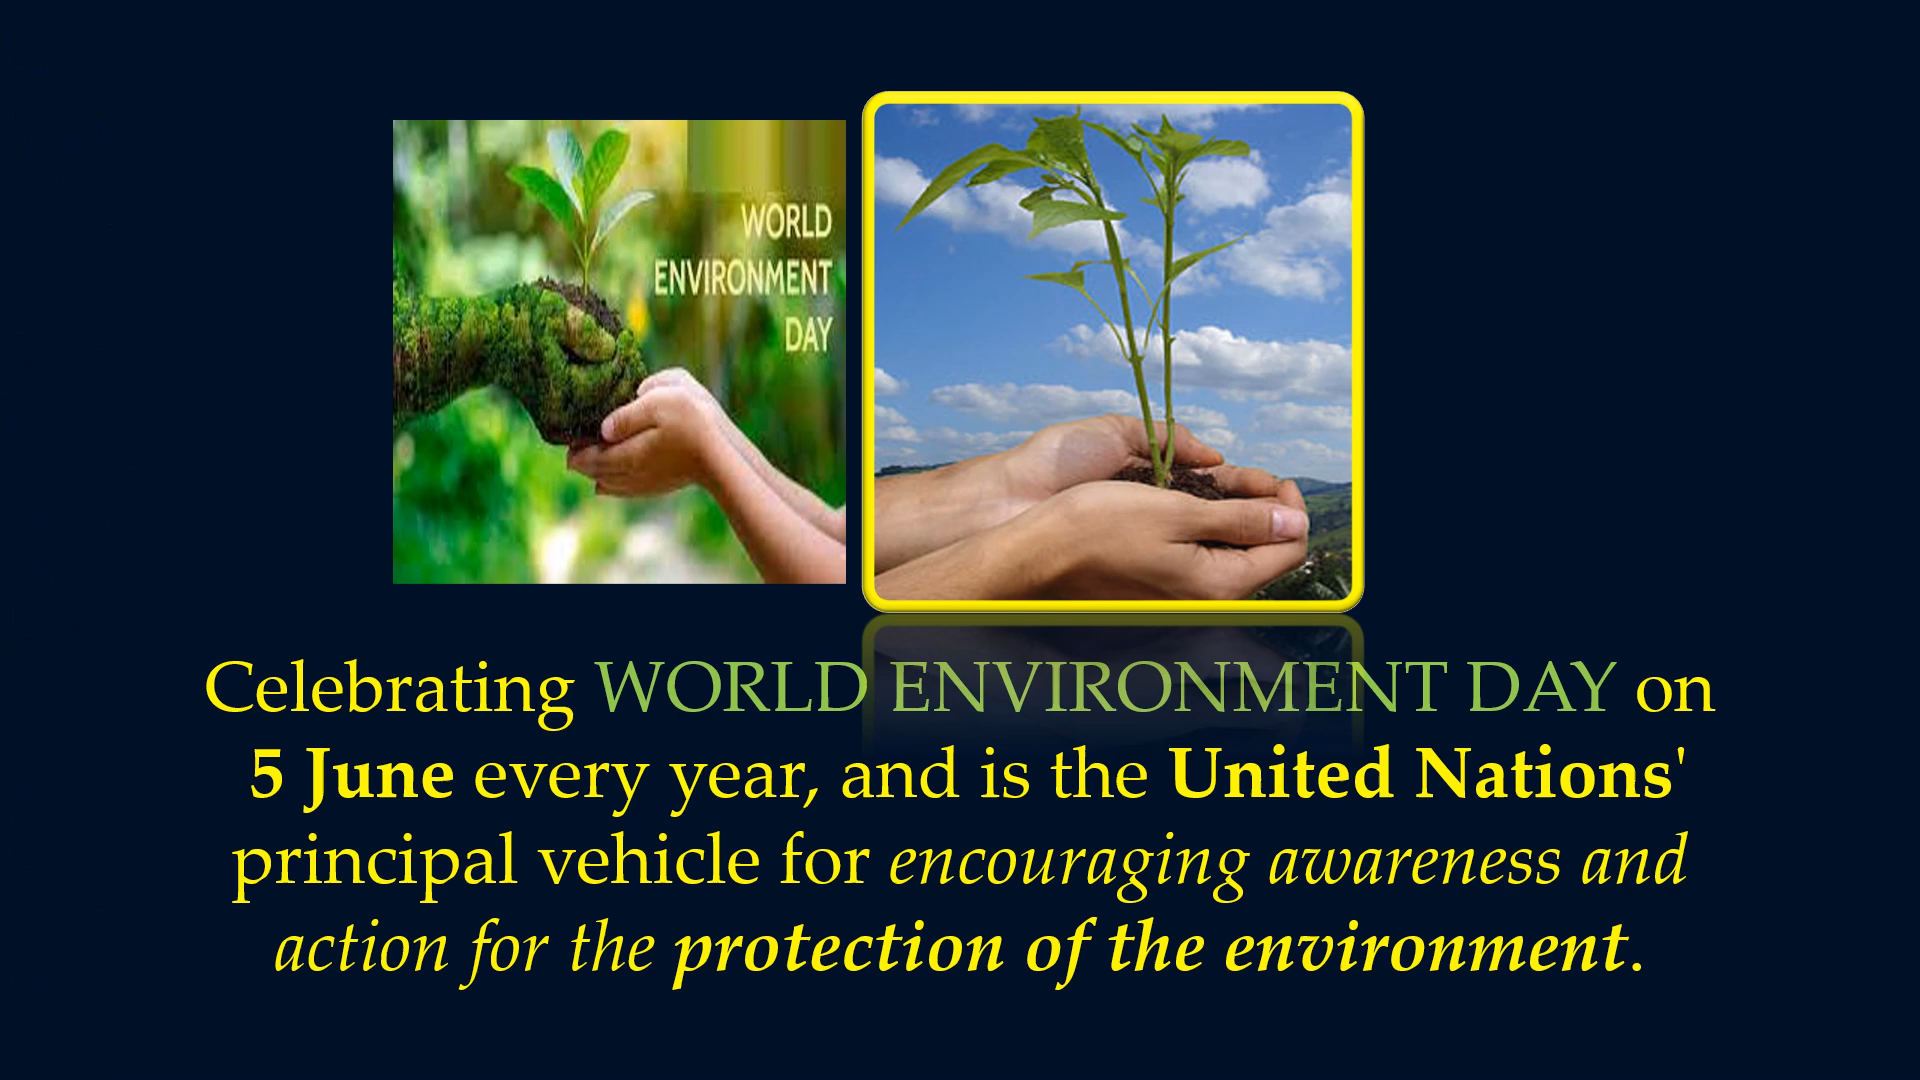 WORLD
ENVIRONMENT
DAY
Celebrating WORLD ENVIRONMENT DAY on
5 June every year, and is the United Nations'
principal vehicle for encouraging awareness and
action for the protection of the environment.